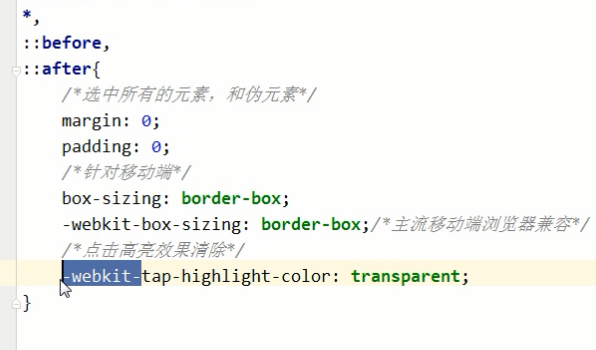 *,
::before,
::after{
/*选中所有的元素，和伪元素*/
margin: 0;
padding: 0;
/*针对移动端*/
box-sizing: border-box;
-webkit-box-sizing: border-box;/*主流移动端浏览器兼容*/
/*点击高亮效果清除*/
-webkit-tap-highlight-color: transparent;
}